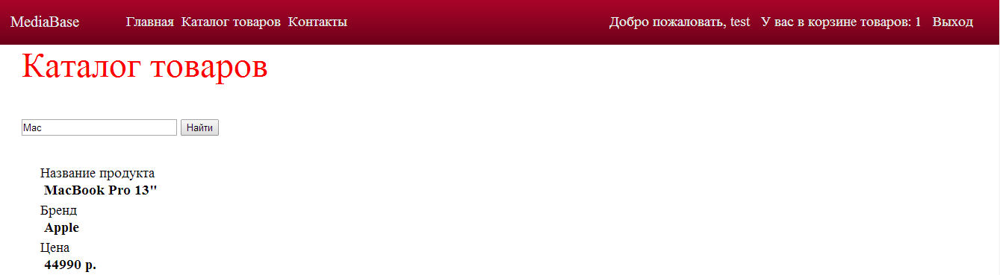 MediaBase Главная Каталог товаров Контакты Добро пожаловать, test У вас в корзине товаров: 1 Выход
Каталог товаров
Mac Найти
Название продукта
MacBook Pro 13"
Бренд
Apple
Цена
44990 р.